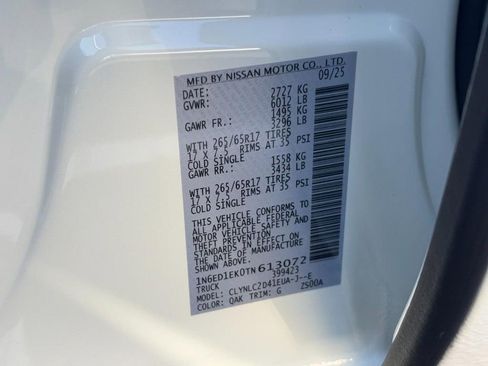 MFD BY NISSAN MOTOR CO., LTD.
DATE: 09/25
GVWR: 2727 KG
6012 LB
GAWR FR.: 1495 KG
3296 LB
WITH 265/65R17 TIRES
17 X 7.5 RIMS AT 35 PSI
COLD SINGLE
GAWR RR.: 1558 KG
3434 LB
WITH 265/65R17 TIRES
17 X 7.5 RIMS AT 35 PSI
COLD SINGLE
THIS VEHICLE CONFORMS TO
ALL APPLICABLE FEDERAL
MOTOR VEHICLE SAFETY AND
THEFT PREVENTION
STANDARDS IN EFFECT ON
THE DATE OF MANUFACTURE
1N6ED1EK0TN613072
TRUCK 399423
MODEL: CLYNLC2D41EUA-J--E
COLOR: QAK TRIM: G ZSD0A